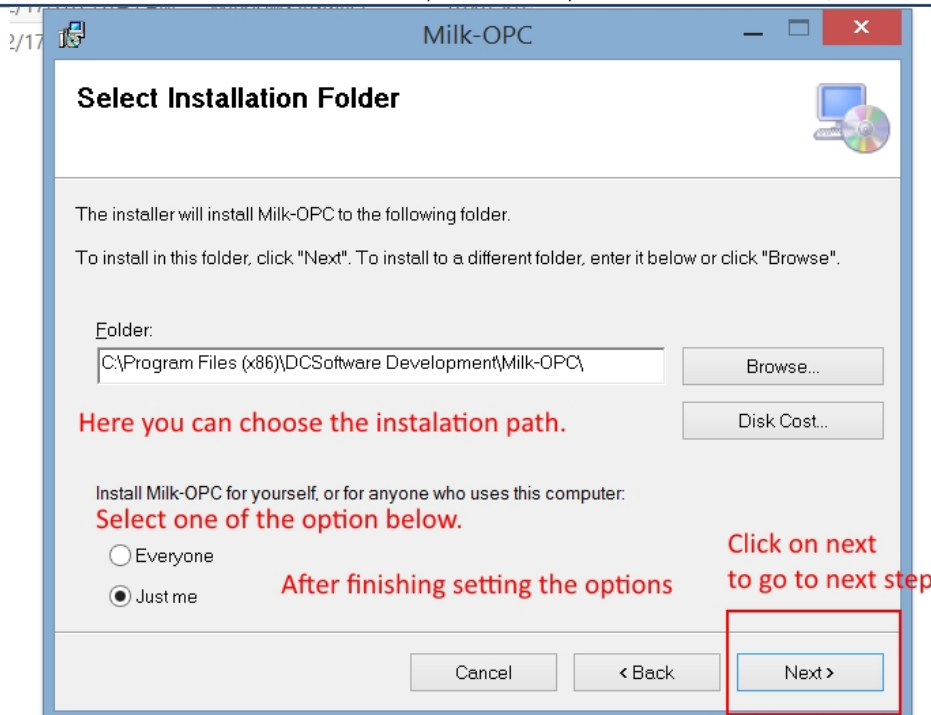 2/17
Milk-OPC
Select Installation Folder
The installer will install Milk-OPC to the following folder.
To install in this folder, click "Next". To install to a different folder, enter it below or click "Browse".
Folder:
C:\Program Files (x86)\DCSoftware Development\Milk-OPC\
Browse...
Here you can choose the instalation path.
Disk Cost...
Install Milk-OPC for yourself, or for anyone who uses this computer:
Select one of the option below.
Everyone
Just me
After finishing setting the options
Click on next
to go to next step
Cancel
< Back
Next >